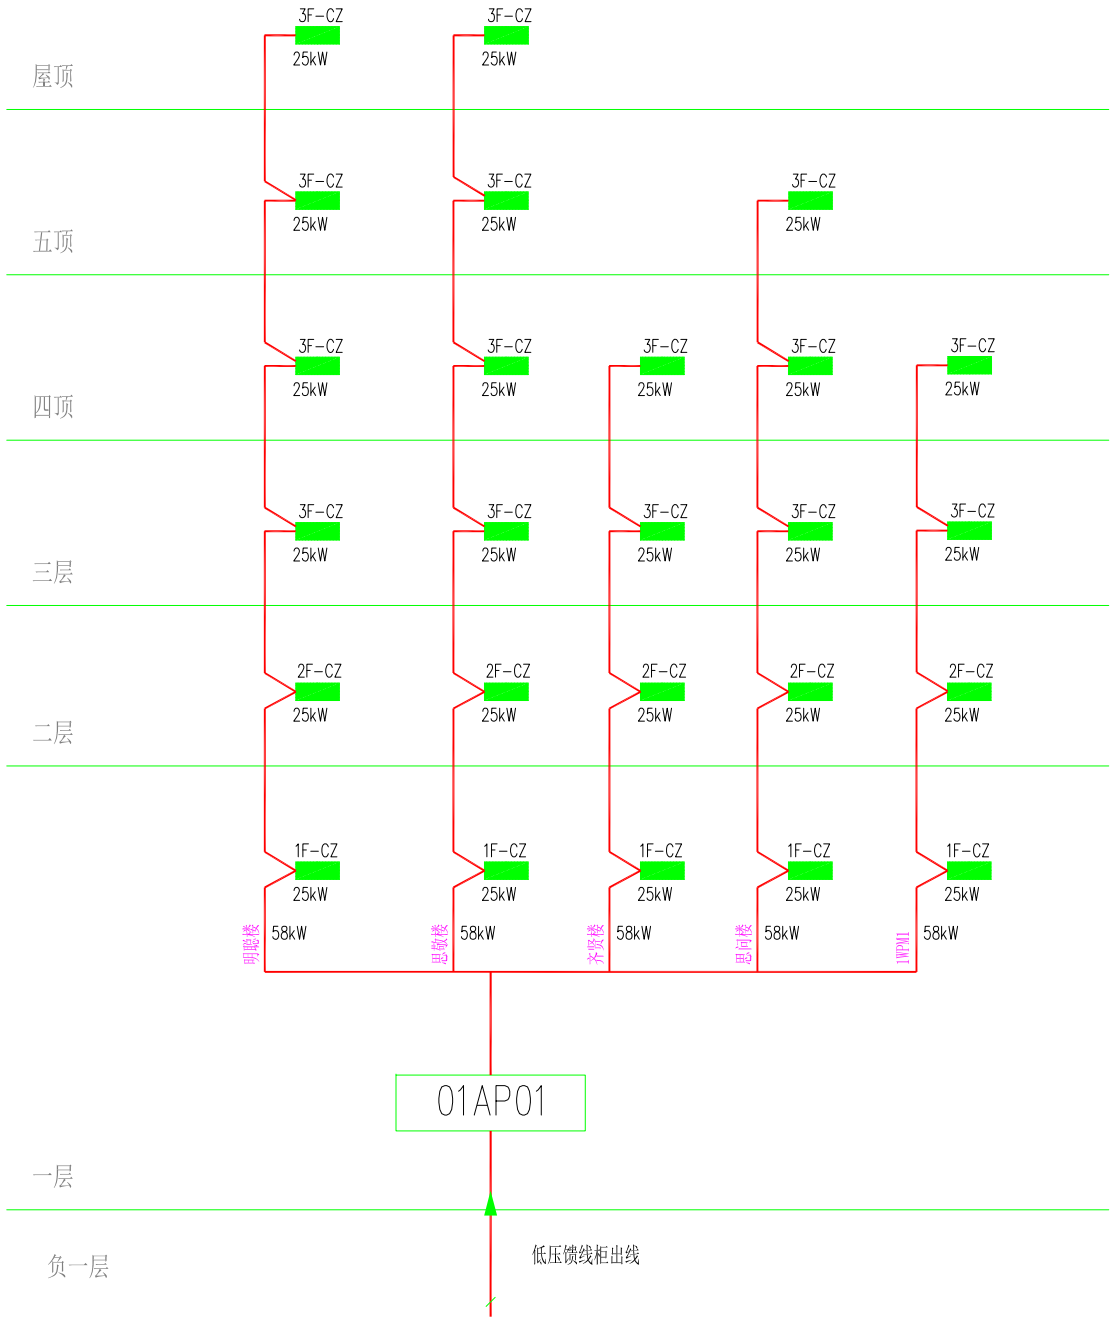 3F-CZ
3F-CZ
25kW
25kW
屋顶
3F-CZ
3F-CZ
3F-CZ
25kW
25kW
25kW
五顶
3F-CZ
3F-CZ
3F-CZ
3F-CZ
3F-CZ
25kW
25kW
25kW
25kW
25kW
四顶
3F-CZ
3F-CZ
3F-CZ
3F-CZ
3F-CZ
25kW
25kW
25kW
25kW
25kW
三层
2F-CZ
2F-CZ
2F-CZ
2F-CZ
2F-CZ
25kW
25kW
25kW
25kW
25kW
二层
1F-CZ
1F-CZ
1F-CZ
1F-CZ
1F-CZ
25kW
25kW
25kW
25kW
25kW
明聪楼
58kW
思敬楼
58kW
齐贤楼
58kW
思问楼
58kW
1WPM1
58kW
01AP01
一层
低压馈线柜出线
负一层